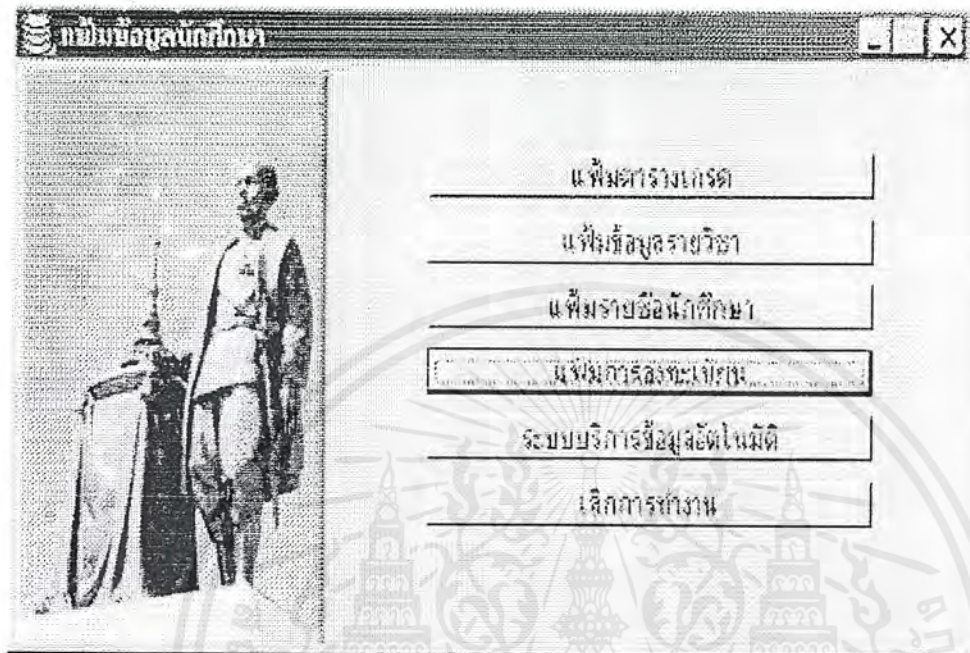 แฟ้มข้อมูลนักศึกษา
แฟ้มตารางเกรด
แฟ้มข้อมูลรายวิชา
แฟ้มรายชื่อนักศึกษา
แฟ้มการลงทะเบียน
ระบบบริการข้อมูลอัตโนมัติ
เลิกการทำงาน